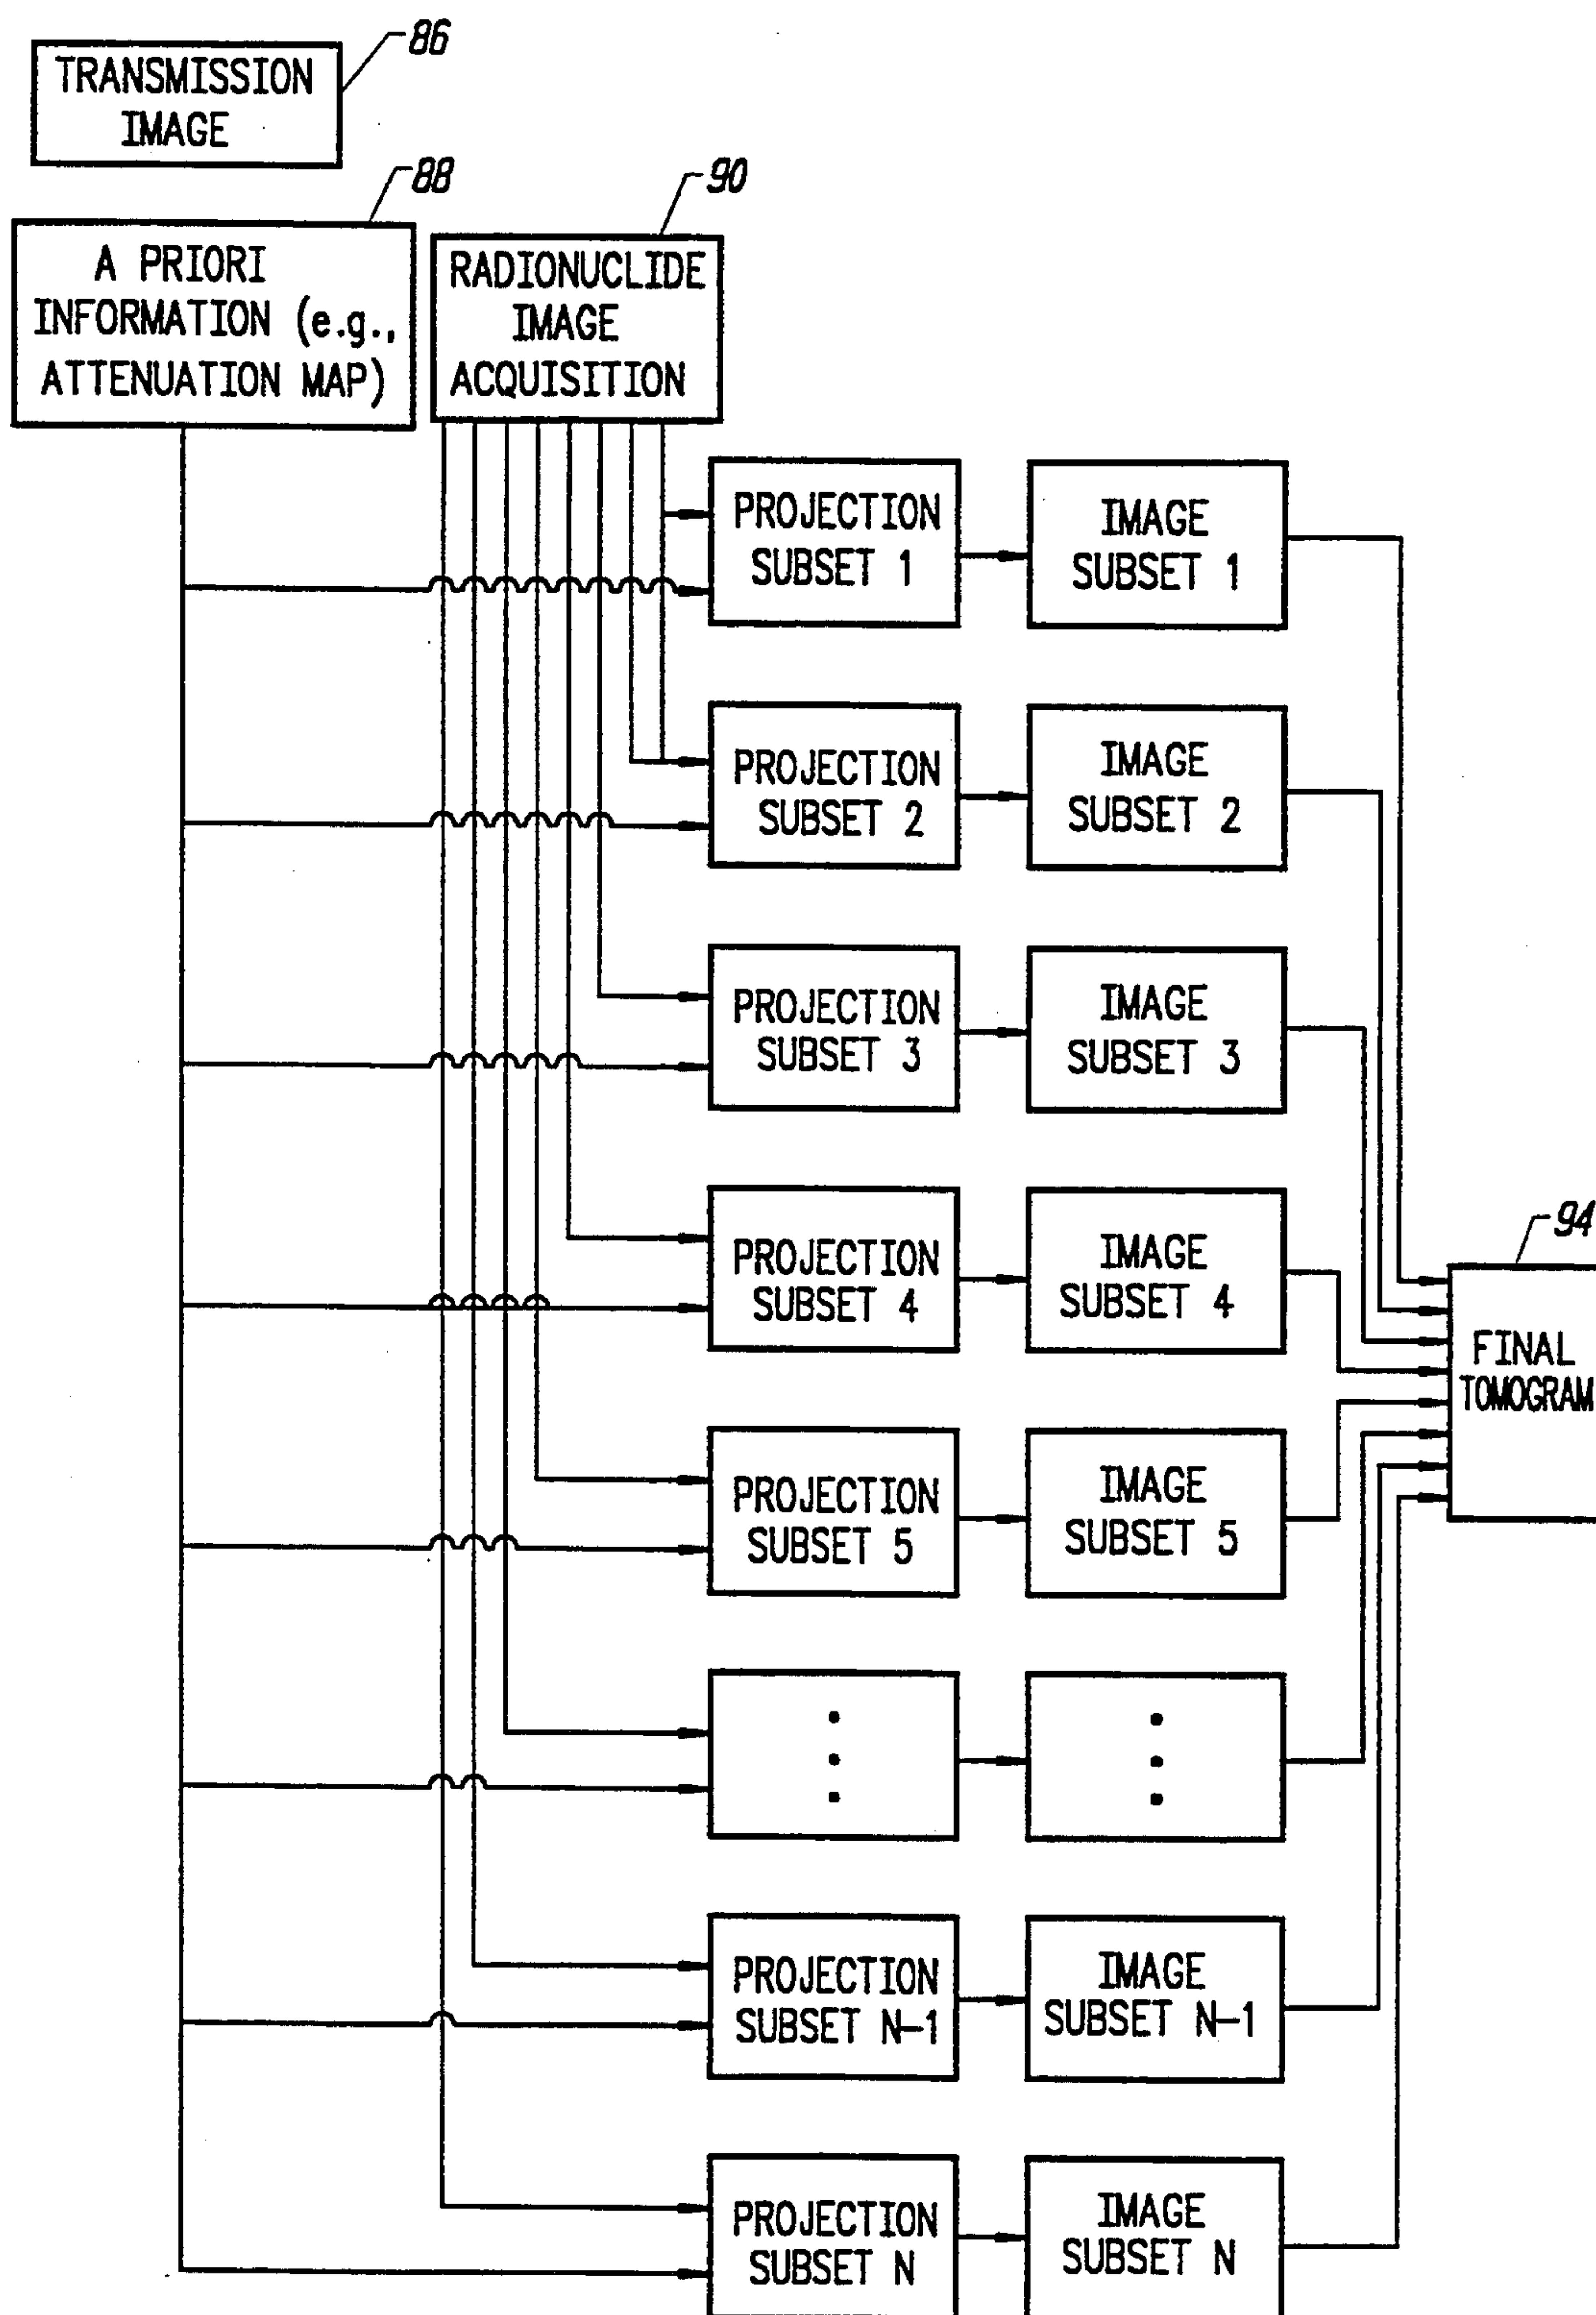 86
TRANSMISSION
IMAGE
88
A PRIORI
INFORMATION (e.g.,
ATTENUATION MAP)
90
RADIONUCLIDE
IMAGE
ACQUISITION
PROJECTION
SUBSET 1
IMAGE
SUBSET 1
PROJECTION
SUBSET 2
IMAGE
SUBSET 2
PROJECTION
SUBSET 3
IMAGE
SUBSET 3
PROJECTION
SUBSET 4
IMAGE
SUBSET 4
94
FINAL
TOMOGRAM
PROJECTION
SUBSET 5
IMAGE
SUBSET 5
PROJECTION
SUBSET N-1
IMAGE
SUBSET N-1
PROJECTION
SUBSET N
IMAGE
SUBSET N